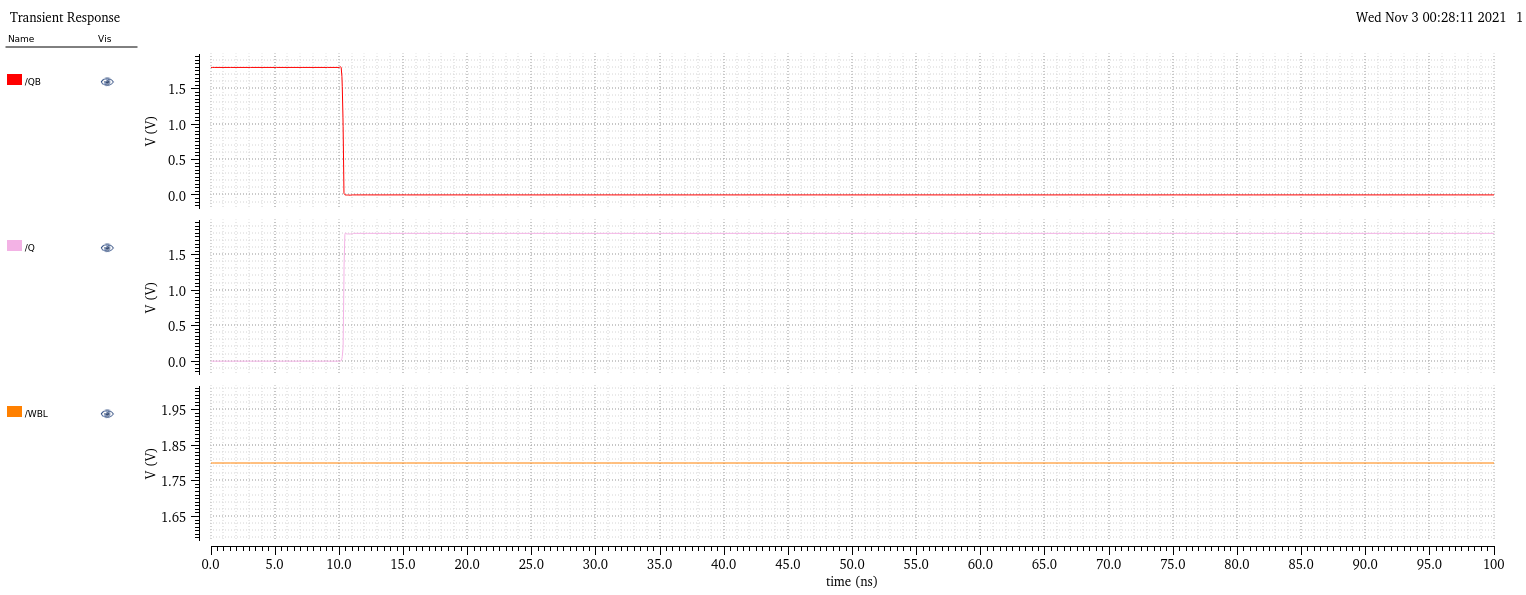 Transient Response
Wed Nov 3 00:28:11 2021 1
Name Vis
/QB
1.5
1.0
0.5
0.0
V (V)
/Q
1.5
1.0
0.5
0.0
V (V)
/WBL
1.95
1.85
1.75
1.65
V (V)
0.0 5.0 10.0 15.0 20.0 25.0 30.0 35.0 40.0 45.0 50.0 55.0 60.0 65.0 70.0 75.0 80.0 85.0 90.0 95.0 100
time (ns)